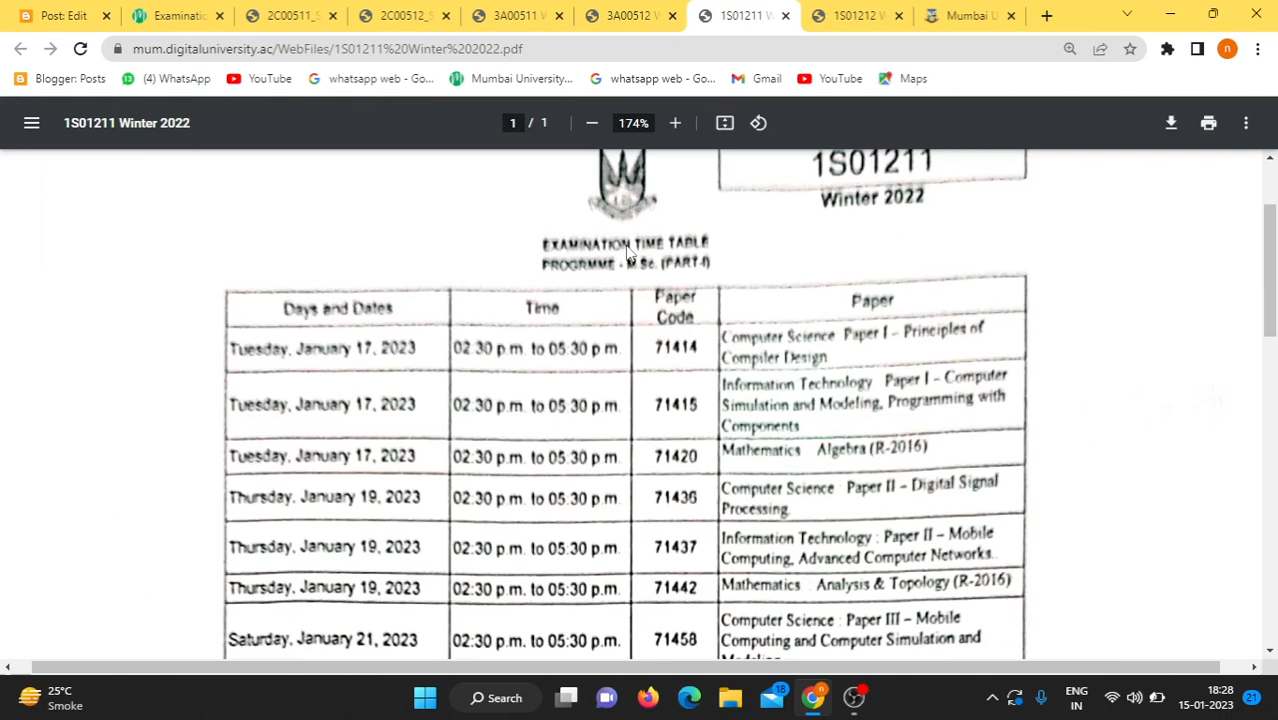 Post: Edit
Examination
2C00511_S
2C00512_S
3A00511 W
3A00512 W
1S01211 W
1S01212 W
Mumbai U
mum.digitaluniversity.ac/WebFiles/1S01211%20Winter%202022.pdf
n
Blogger: Posts
(4) WhatsApp
YouTube
whatsapp web - Go...
Mumbai University...
whatsapp web - Go...
Gmail
YouTube
Maps
1S01211 Winter 2022
1 / 1
174%
1S01211
Winter 2022
EXAMINATION TIME TABLE
PROGRMME - M Sc. (PART-I)
Days and Dates Time Paper Code Paper
Tuesday, January 17, 2023 02:30 p.m. to 05:30 p.m. 71414 Computer Science Paper I – Principles of
Compiler Design
Tuesday, January 17, 2023 02:30 p.m. to 05:30 p.m. 71415 Information Technology Paper I – Computer
Simulation and Modeling, Programming with
Components
Tuesday, January 17, 2023 02:30 p.m. to 05:30 p.m. 71420 Mathematics Algebra (R-2016)
Thursday, January 19, 2023 02:30 p.m. to 05:30 p.m. 71436 Computer Science : Paper II – Digital Signal
Processing.
Thursday, January 19, 2023 02:30 p.m. to 05:30 p.m. 71437 Information Technology : Paper II – Mobile
Computing, Advanced Computer Networks.
Thursday, January 19, 2023 02:30 p.m. to 05:30 p.m. 71442 Mathematics : Analysis & Topology (R-2016)
Saturday, January 21, 2023 02:30 p.m. to 05:30 p.m. 71458 Computer Science : Paper III – Mobile
Computing and Computer Simulation and
Modeling
25°C
Smoke
Search
18
ENG
IN
18:28
15-01-2023
21